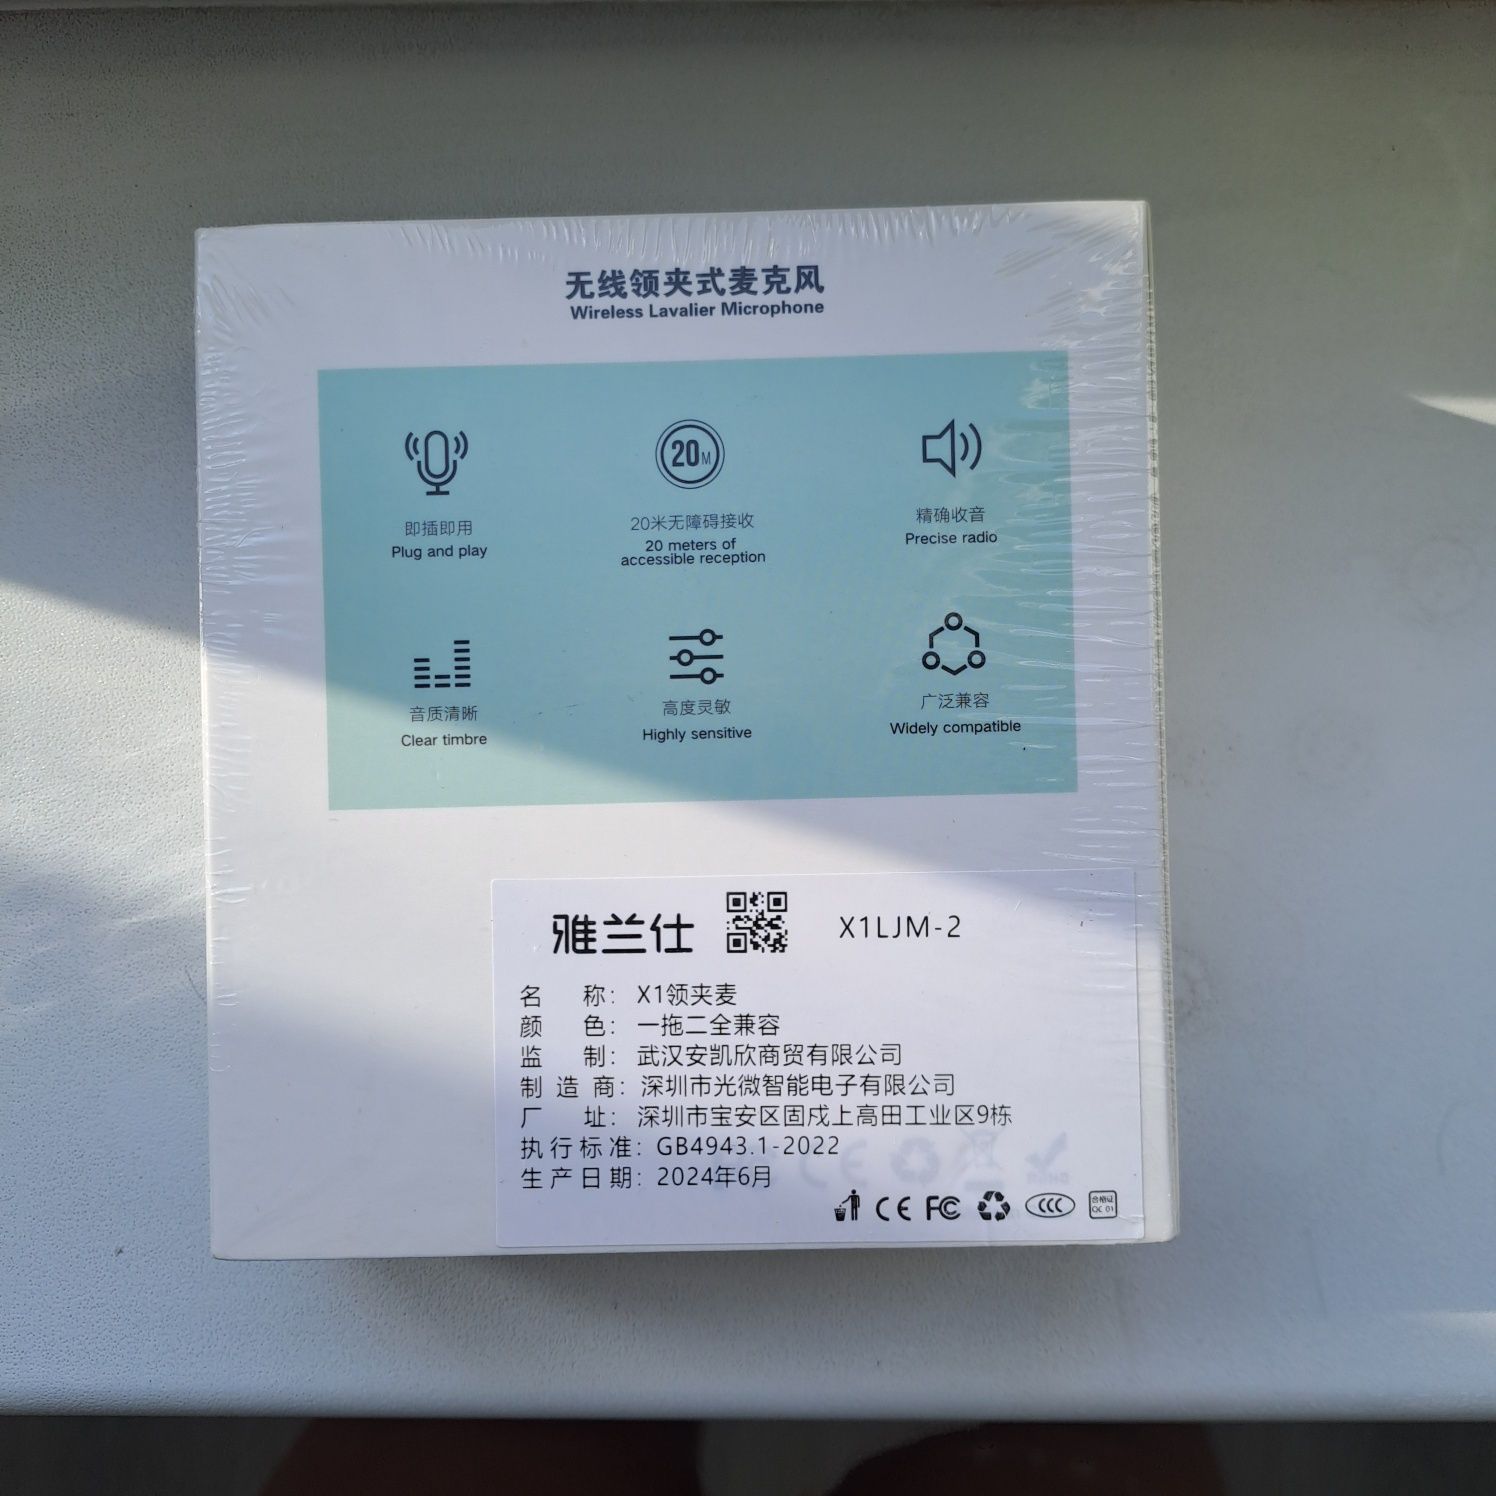 无线领夹式麦克风
Wireless Lavalier Microphone
20M
即插即用
Plug and play
20米无障碍接收
20 meters of
accessible reception
精确收音
Precise radio
音质清晰
Clear timbre
高度灵敏
Highly sensitive
广泛兼容
Widely compatible
雅兰仕
X1LJM-2
名 称： X1领夹麦
颜 色： 一拖二全兼容
监 制： 武汉安凯欣商贸有限公司
制 造 商： 深圳市光微智能电子有限公司
厂 址： 深圳市宝安区固戍上高田工业区9栋
执行标准： GB4943.1-2022
生产日期： 2024年6月
CE FC CCC 合格证
QC 01